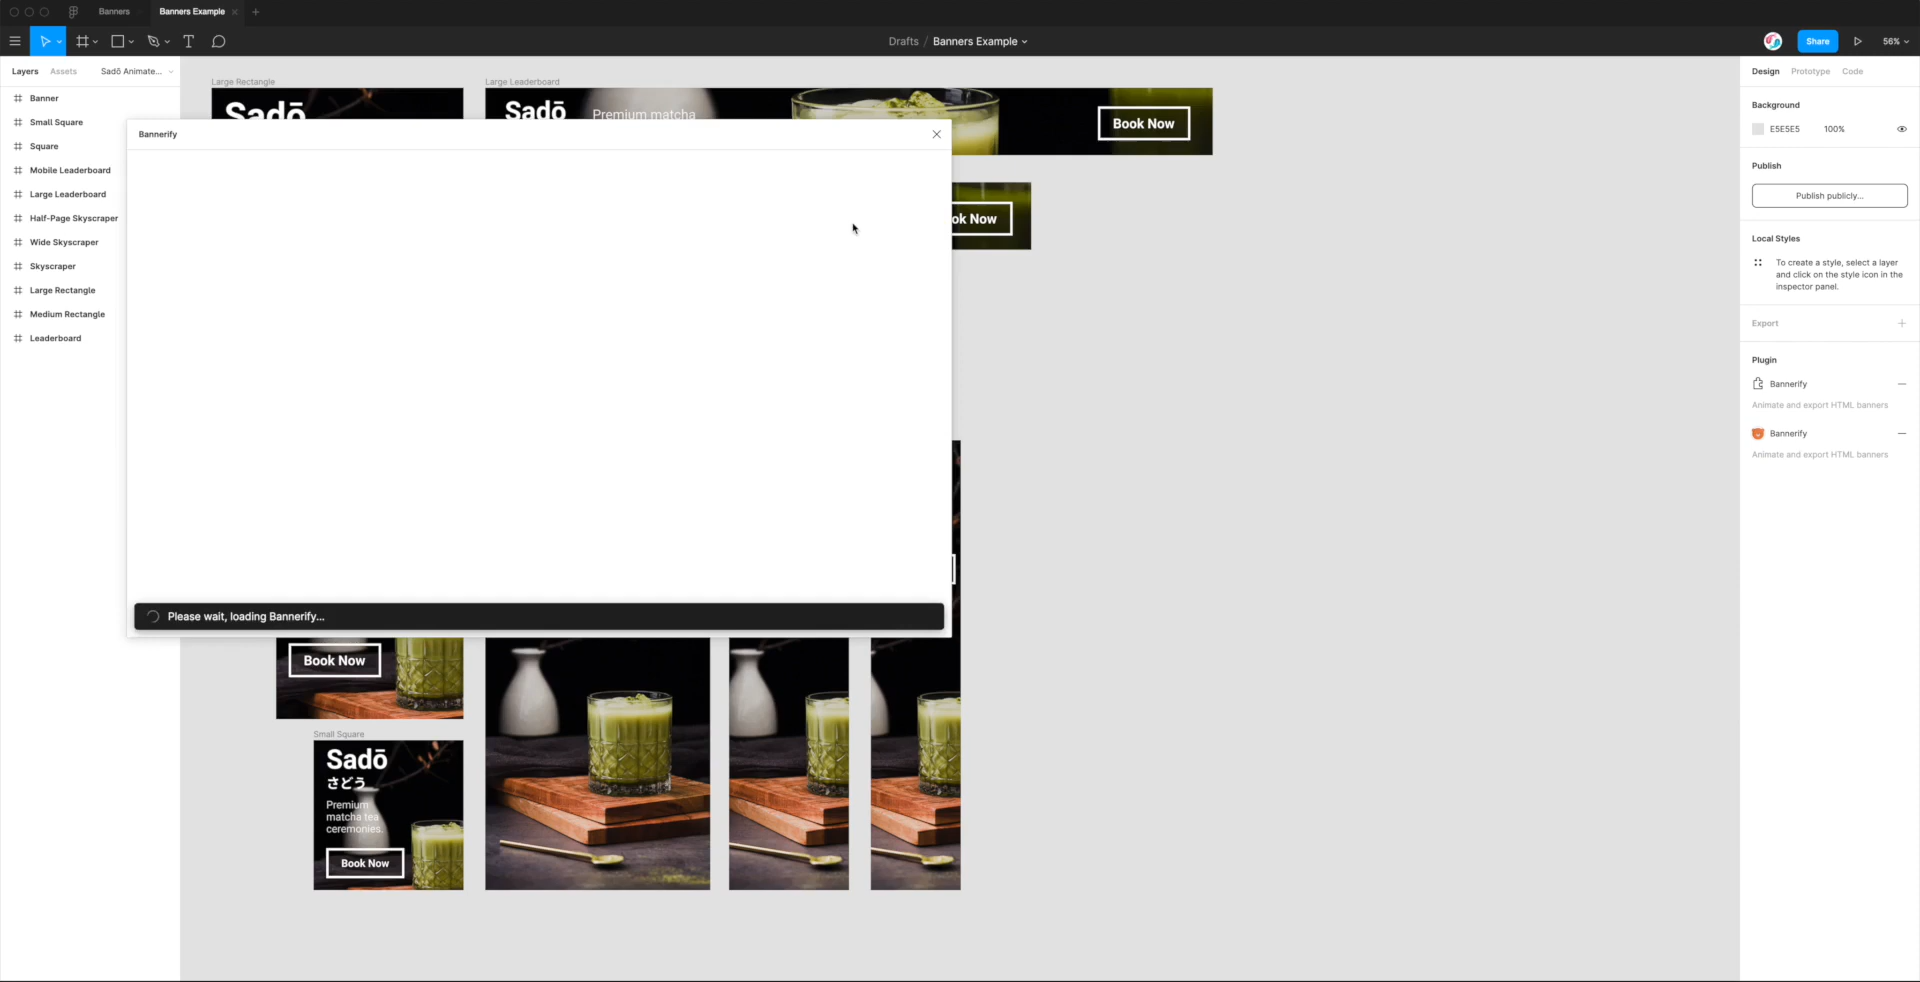 Banners
Banners Example
Drafts / Banners Example
Share
56%
Layers
Assets
Sadō Animate...
Banner
Small Square
Square
Mobile Leaderboard
Large Leaderboard
Half-Page Skyscraper
Wide Skyscraper
Skyscraper
Large Rectangle
Medium Rectangle
Leaderboard
Large Rectangle
Sadō
Large Leaderboard
Sadō
Premium matcha
Book Now
ok Now
Bannerify
Please wait, loading Bannerify...
Book Now
Small Square
Sadō
さどう
Premium
matcha tea
ceremonies.
Book Now
Design
Prototype
Code
Background
E5E5E5
100%
Publish
Publish publicly...
Local Styles
To create a style, select a layer
and click on the style icon in the
inspector panel.
Export
Plugin
Bannerify
Animate and export HTML banners
Bannerify
Animate and export HTML banners